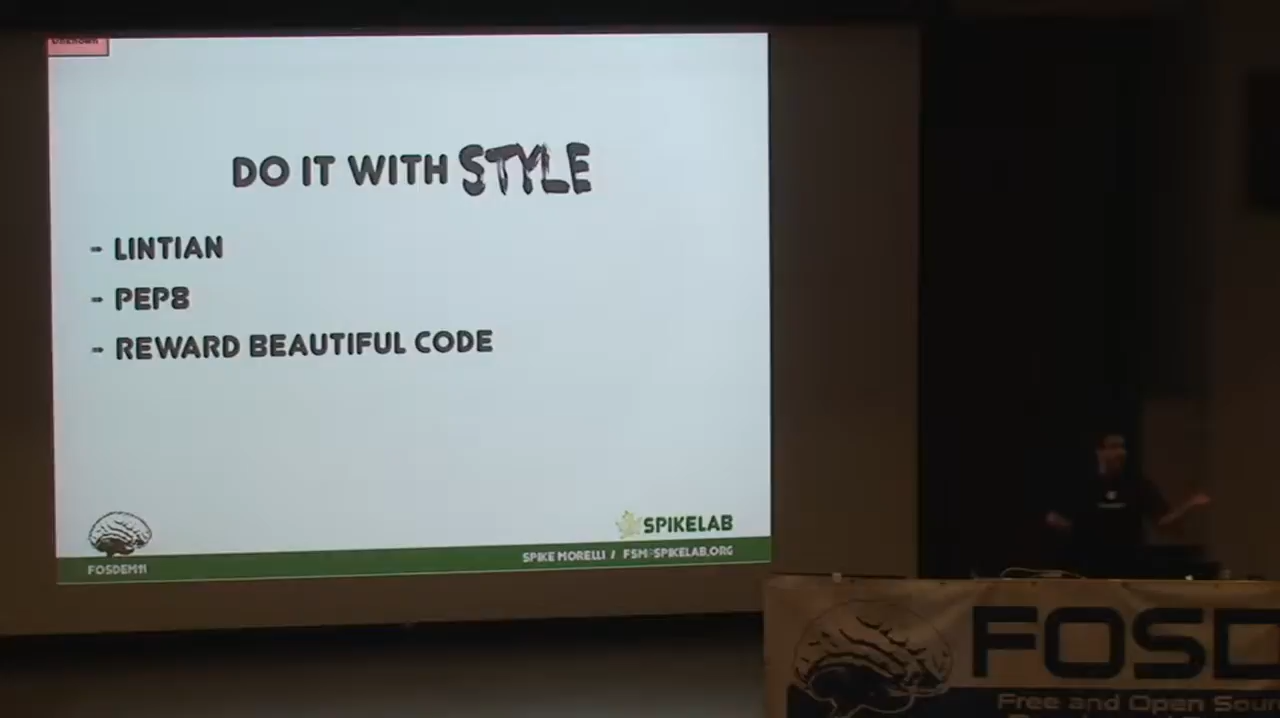 Unknown
DO IT WITH STYLE
- LINTIAN
- PEP8
- REWARD BEAUTIFUL CODE
SPIKELAB
FOSDEM11
SPIKE MORELLI / FSM@SPIKELAB.ORG
FOSD
Free and Open Sour